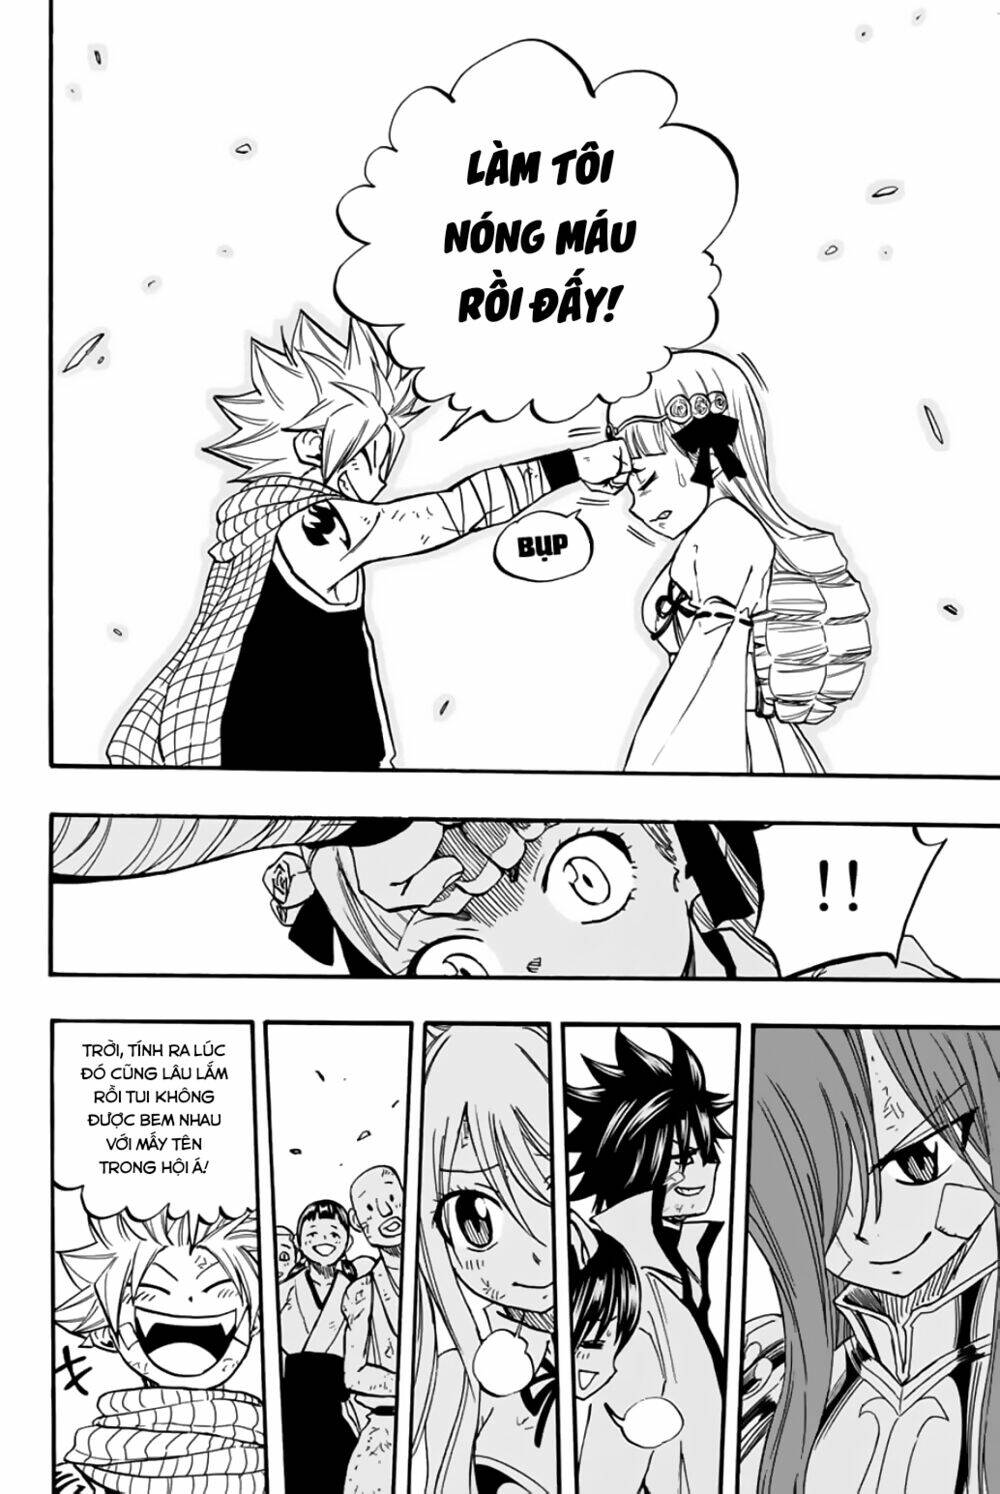 LÀM TÔI
NÓNG MÁU
RỒI ĐẤY!
BỤP
!!
TRỜI, TÍNH RA LÚC
ĐÓ CŨNG LÂU LẮM
RỒI TUI KHÔNG
ĐƯỢC BEM NHAU
VỚI MẤY TÊN
TRONG HỘI Á!